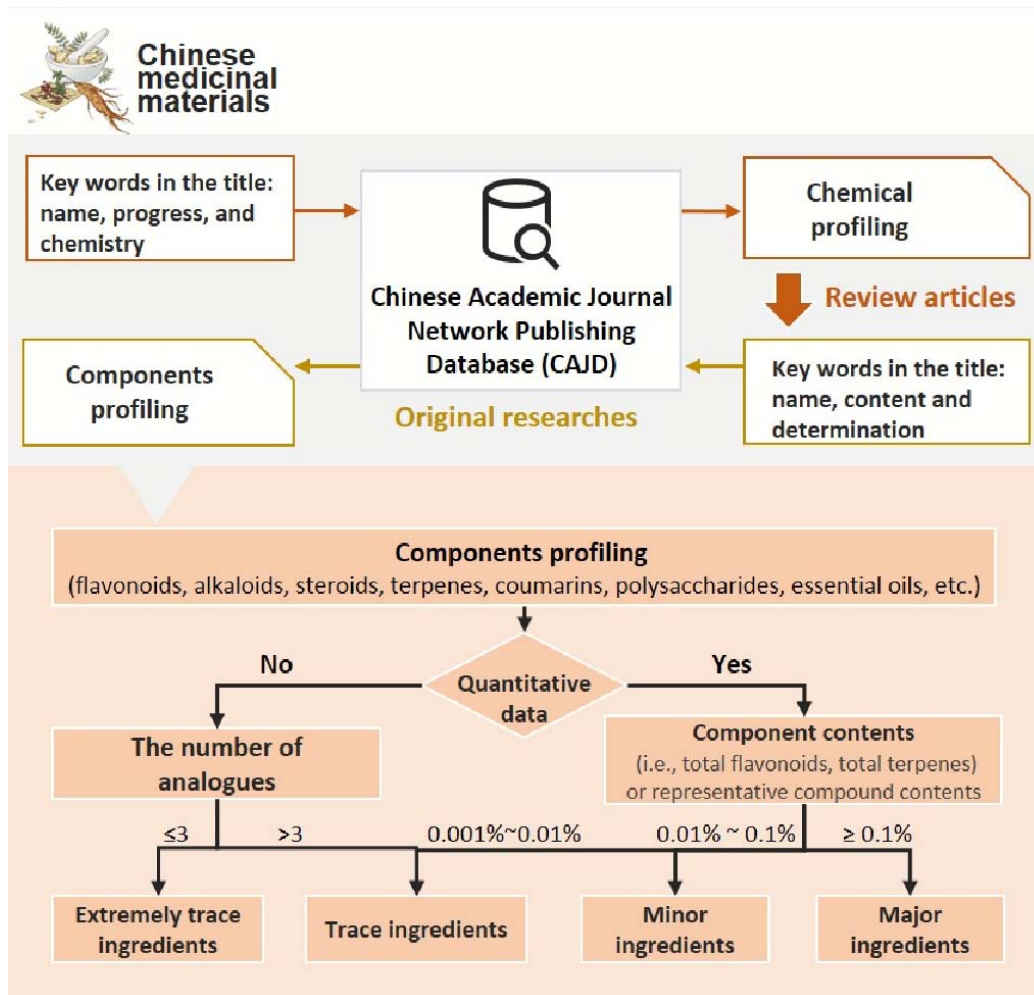 Chinese
medicinal
materials
Key words in the title:
name, progress, and
chemistry
Chinese Academic Journal
Network Publishing
Database (CAJD)
Chemical
profiling
Review articles
Key words in the title:
name, content and
determination
Original researches
Components
profiling
Components profiling
(flavonoids, alkaloids, steroids, terpenes, coumarins, polysaccharides, essential oils, etc.)
Quantitative
data
No
Yes
The number of
analogues
Component contents
(i.e., total flavonoids, total terpenes)
or representative compound contents
≤3
>3
0.001%~0.01%
0.01% ~ 0.1%
≥ 0.1%
Extremely trace
ingredients
Trace ingredients
Minor
ingredients
Major
ingredients